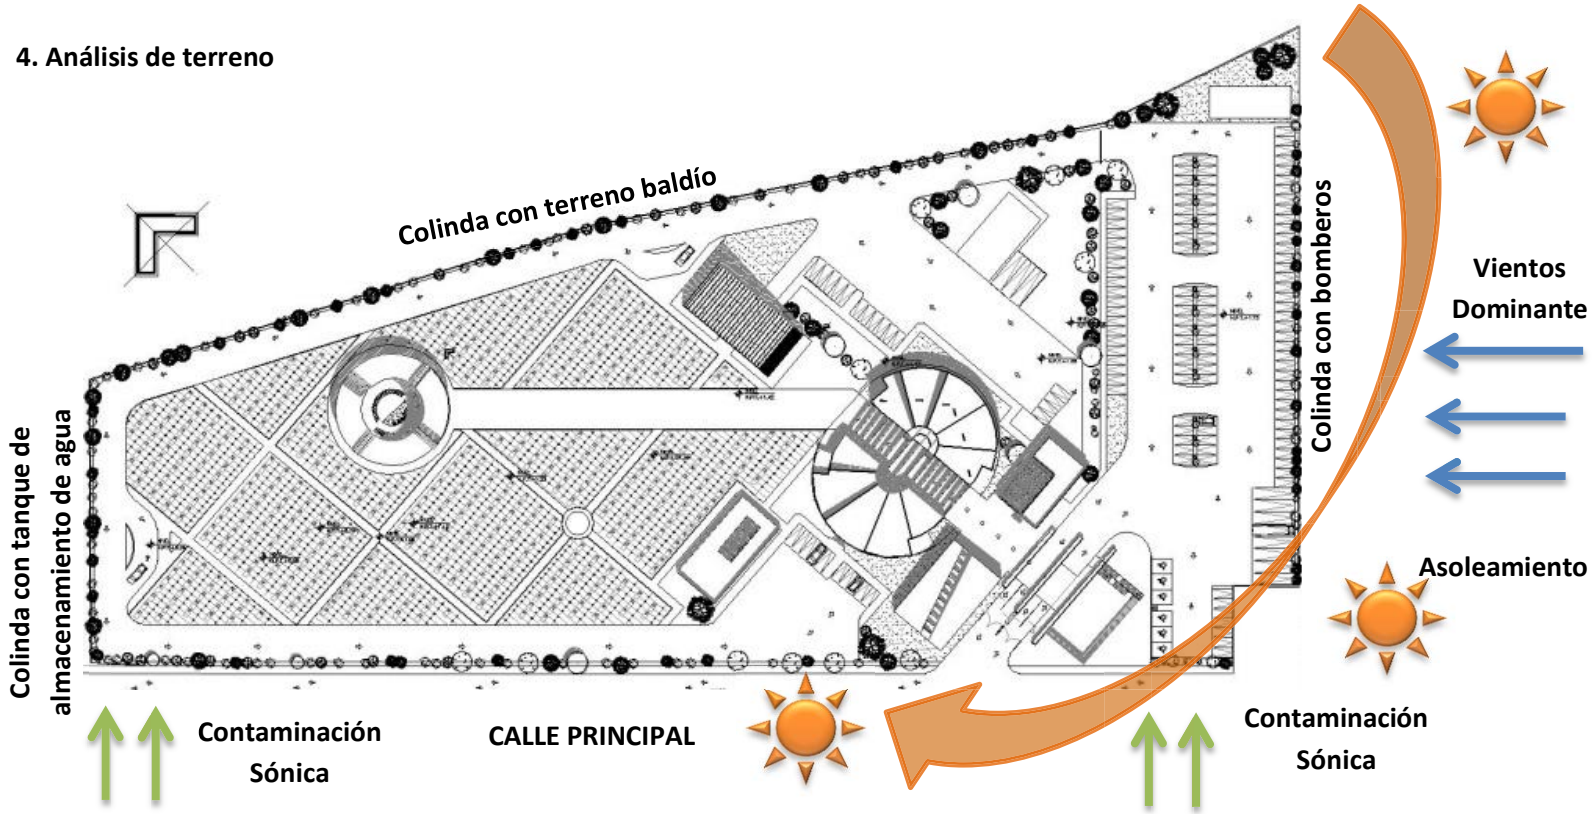 4. Análisis de terreno
Colinda con terreno baldío
Colinda con bomberos
Vientos
Dominante
Colinda con tanque de
almacenamiento de agua
Asoleamiento
Contaminación
Sónica
CALLE PRINCIPAL
Contaminación
Sónica